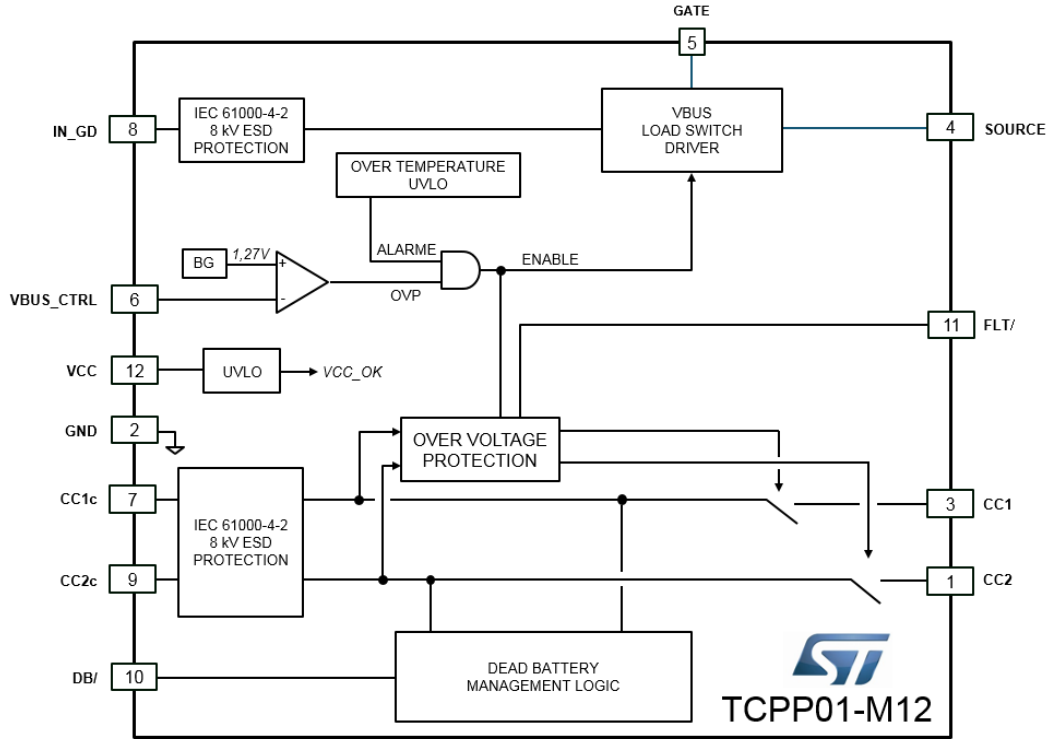 GATE
5
IN_GD
8
IEC 61000-4-2
8 kV ESD
PROTECTION
VBUS
LOAD SWITCH
DRIVER
4
SOURCE
OVER TEMPERATURE
UVLO
ALARME
ENABLE
BG
1,27V
+
-
OVP
VBUS_CTRL
6
11
FLT/
VCC
12
UVLO
VCC_OK
GND
2
OVER VOLTAGE
PROTECTION
CC1c
7
IEC 61000-4-2
8 kV ESD
PROTECTION
3
CC1
CC2c
9
1
CC2
DB/
10
DEAD BATTERY
MANAGEMENT LOGIC
ST
TCPP01-M12